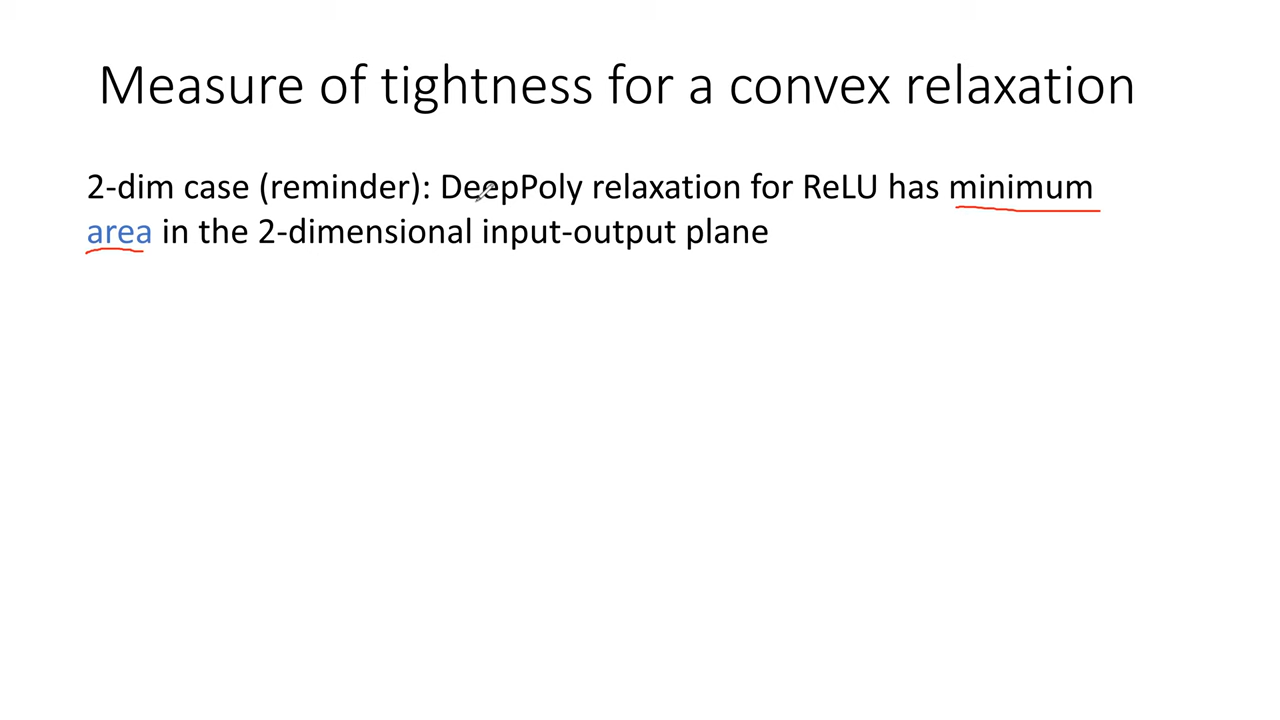 Measure of tightness for a convex relaxation
2-dim case (reminder): DeepPoly relaxation for ReLU has minimum
area in the 2-dimensional input-output plane